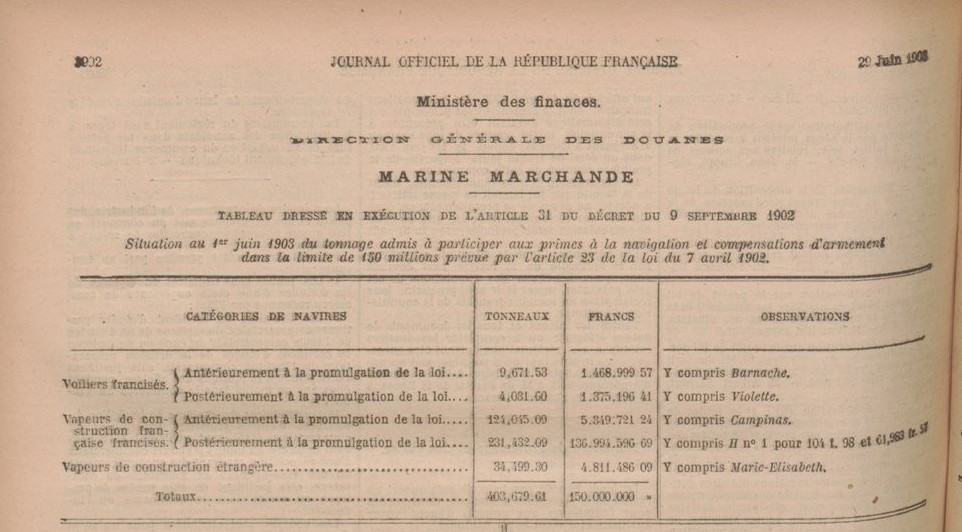 3902 JOURNAL OFFICIEL DE LA RÉPUBLIQUE FRANÇAISE 29 Juin 1903
Ministère des finances.
DIRECTION GÉNÉRALE DES DOUANES
MARINE MARCHANDE
TABLEAU DRESSÉ EN EXÉCUTION DE L'ARTICLE 31 DU DÉCRET DU 9 SEPTEMBRE 1902
Situation au 1er juin 1903 du tonnage admis à participer aux primes à la navigation et compensations d'armement
dans la limite de 150 millions prévue par l'article 23 de la loi du 7 avril 1902.
CATÉGORIES DE NAVIRES TONNEAUX FRANCS OBSERVATIONS
Voiliers francisés. { Antérieurement à la promulgation de la loi.... 9,671.53 1.468.999 57 Y compris Barnache.
Postérieurement à la promulgation de la loi.... 4,031.60 1.375.196 41 Y compris Violette.
Vapeurs de construction française francisés. { Antérieurement à la promulgation de la loi.... 124,045.09 5.349.721 24 Y compris Campinas.
Postérieurement à la promulgation de la loi.... 231,432.09 136.994.596 69 Y compris H n° 1 pour 104 t. 98 et 61,963 fr. 57
Vapeurs de construction étrangère................................ 34,499.30 4.811.486 09 Y compris Marie-Elisabeth.
Totaux............................................ 403,679.61 150.000.000 »